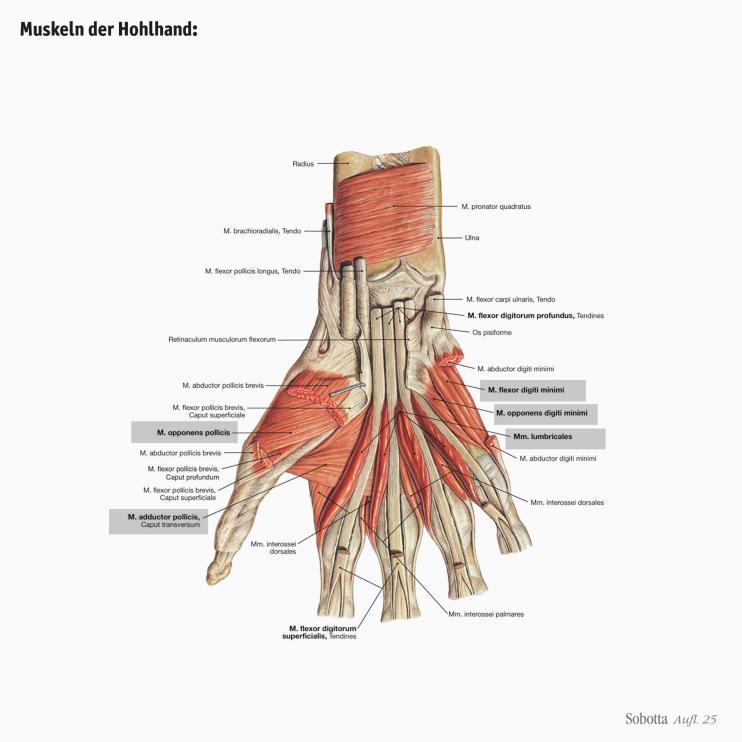 Muskeln der Hohlhand:
Radius
M. pronator quadratus
M. brachioradialis, Tendo
Ulna
M. flexor pollicis longus, Tendo
M. flexor carpi ulnaris, Tendo
M. flexor digitorum profundus, Tendines
Os pisiforme
Retinaculum musculorum flexorum
M. abductor digiti minimi
M. abductor pollicis brevis
M. flexor digiti minimi
M. flexor pollicis brevis,
Caput superficiale
M. opponens digiti minimi
M. opponens pollicis
Mm. lumbricales
M. abductor pollicis brevis
M. abductor digiti minimi
M. flexor pollicis brevis,
Caput profundum
M. flexor pollicis brevis,
Caput superficiale
Mm. interossei dorsales
M. adductor pollicis,
Caput transversum
Mm. interossei
dorsales
Mm. interossei palmares
M. flexor digitorum
superficialis, Tendines
Sobotta Aufl. 25